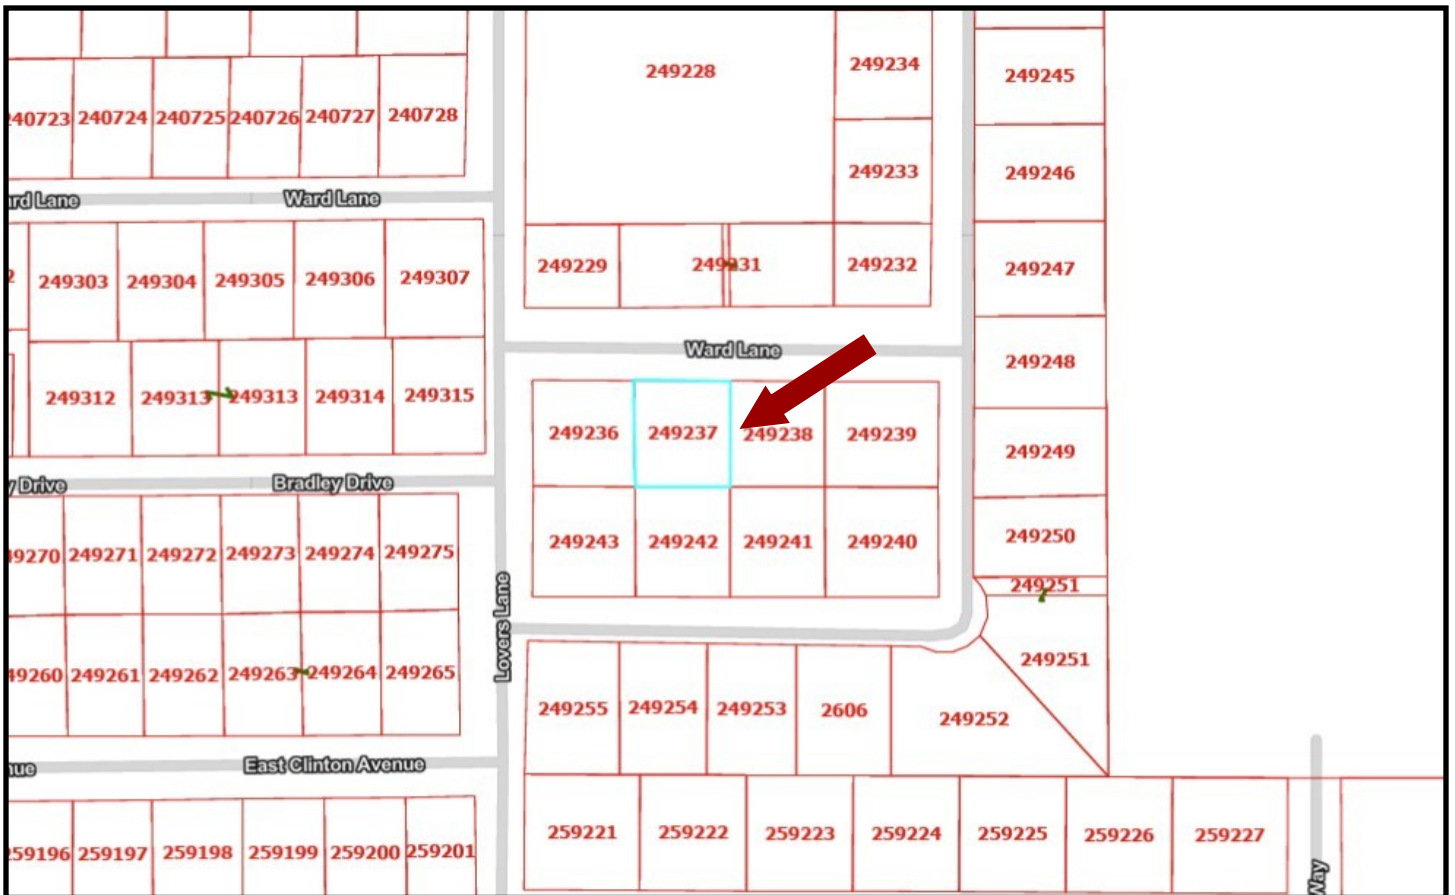 249228
249234
249245
240723 240724 240725 240726 240727 240728
249233
249246
Ward Lane
Ward Lane
249303 249304 249305 249306 249307
249229
249231
249232
249247
Ward Lane
249248
249312 249313 249313 249314 249315
249236 249237 249238 249239
249249
Drive
Bradley Drive
249243 249242 249241 249240
249250
249271 249272 249273 249274 249275
249251
Lovers Lane
249251
249261 249262 249263 249264 249265
249255 249254 249253 2606 249252
East Clinton Avenue
259221 259222 259223 259224 259225 259226 259227
259196 259197 259198 259199 259200 259201
Way